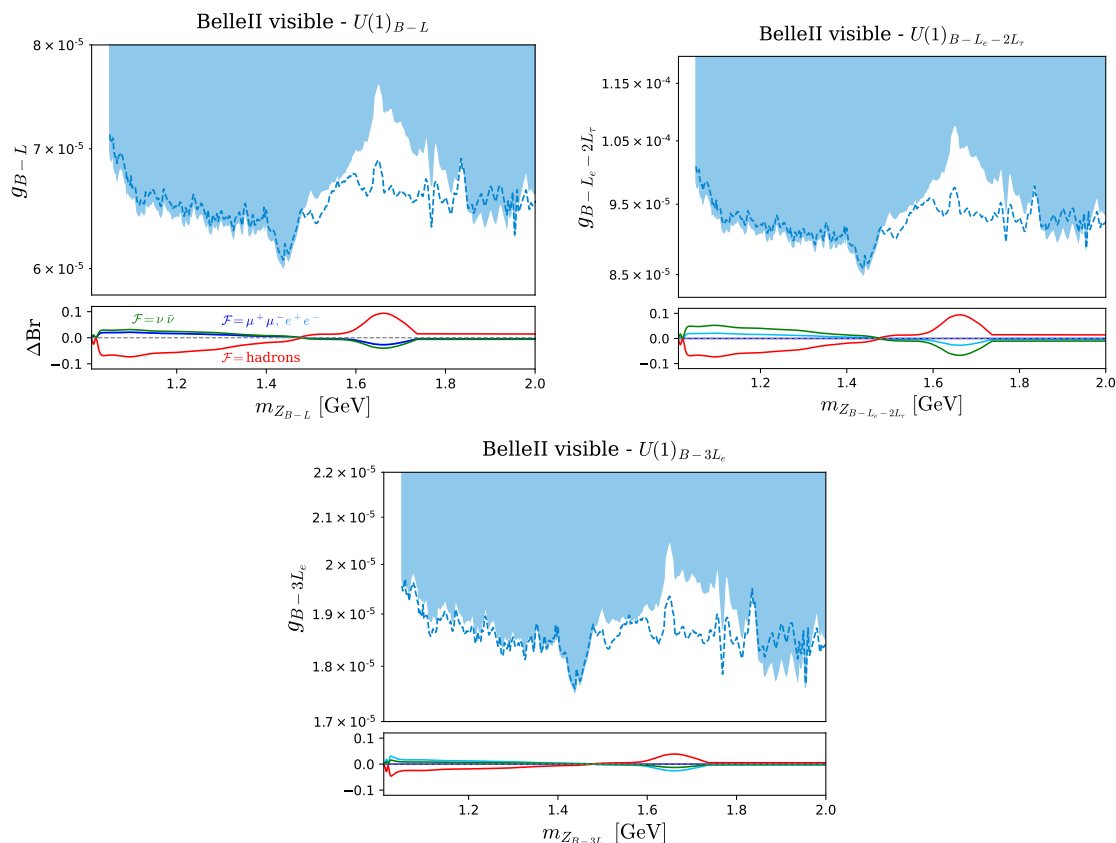 BelleII visible - U(1)_{B-L}
8 × 10⁻⁵
7 × 10⁻⁵
6 × 10⁻⁵
g_{B-L}
0.1
0.0
−0.1
ΔBr
ℱ = ν ν̄
ℱ = μ⁺ μ,⁻ e⁺ e⁻
ℱ = hadrons
1.2 1.4 1.6 1.8 2.0
m_{Z_{B-L}} [GeV]
BelleII visible - U(1)_{B-L_e-2L_τ}
1.15 × 10⁻⁴
1.05 × 10⁻⁴
9.5 × 10⁻⁵
8.5 × 10⁻⁵
g_{B-L_e-2L_τ}
0.1
0.0
−0.1
1.2 1.4 1.6 1.8 2.0
m_{Z_{B-L_e-2L_τ}} [GeV]
BelleII visible - U(1)_{B-3L_e}
2.2 × 10⁻⁵
2.1 × 10⁻⁵
2 × 10⁻⁵
1.9 × 10⁻⁵
1.8 × 10⁻⁵
1.7 × 10⁻⁵
g_{B-3L_e}
0.1
0.0
−0.1
1.2 1.4 1.6 1.8 2.0
m_{Z_{B-3L}} [GeV]